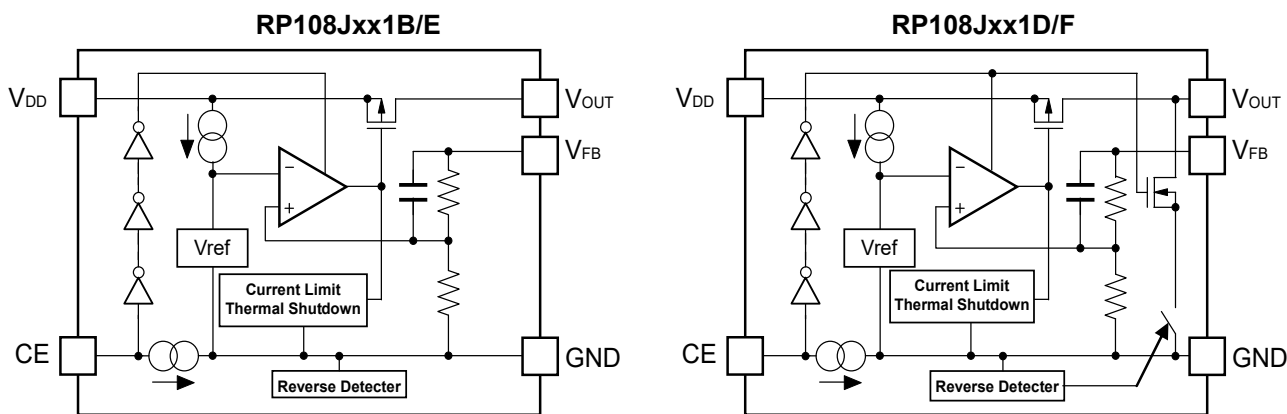 RP108Jxx1B/E
VDD
VOUT
VFB
−
+
Vref
Current Limit
Thermal Shutdown
CE
GND
Reverse Detecter
RP108Jxx1D/F
VDD
VOUT
VFB
−
+
Vref
Current Limit
Thermal Shutdown
CE
GND
Reverse Detecter